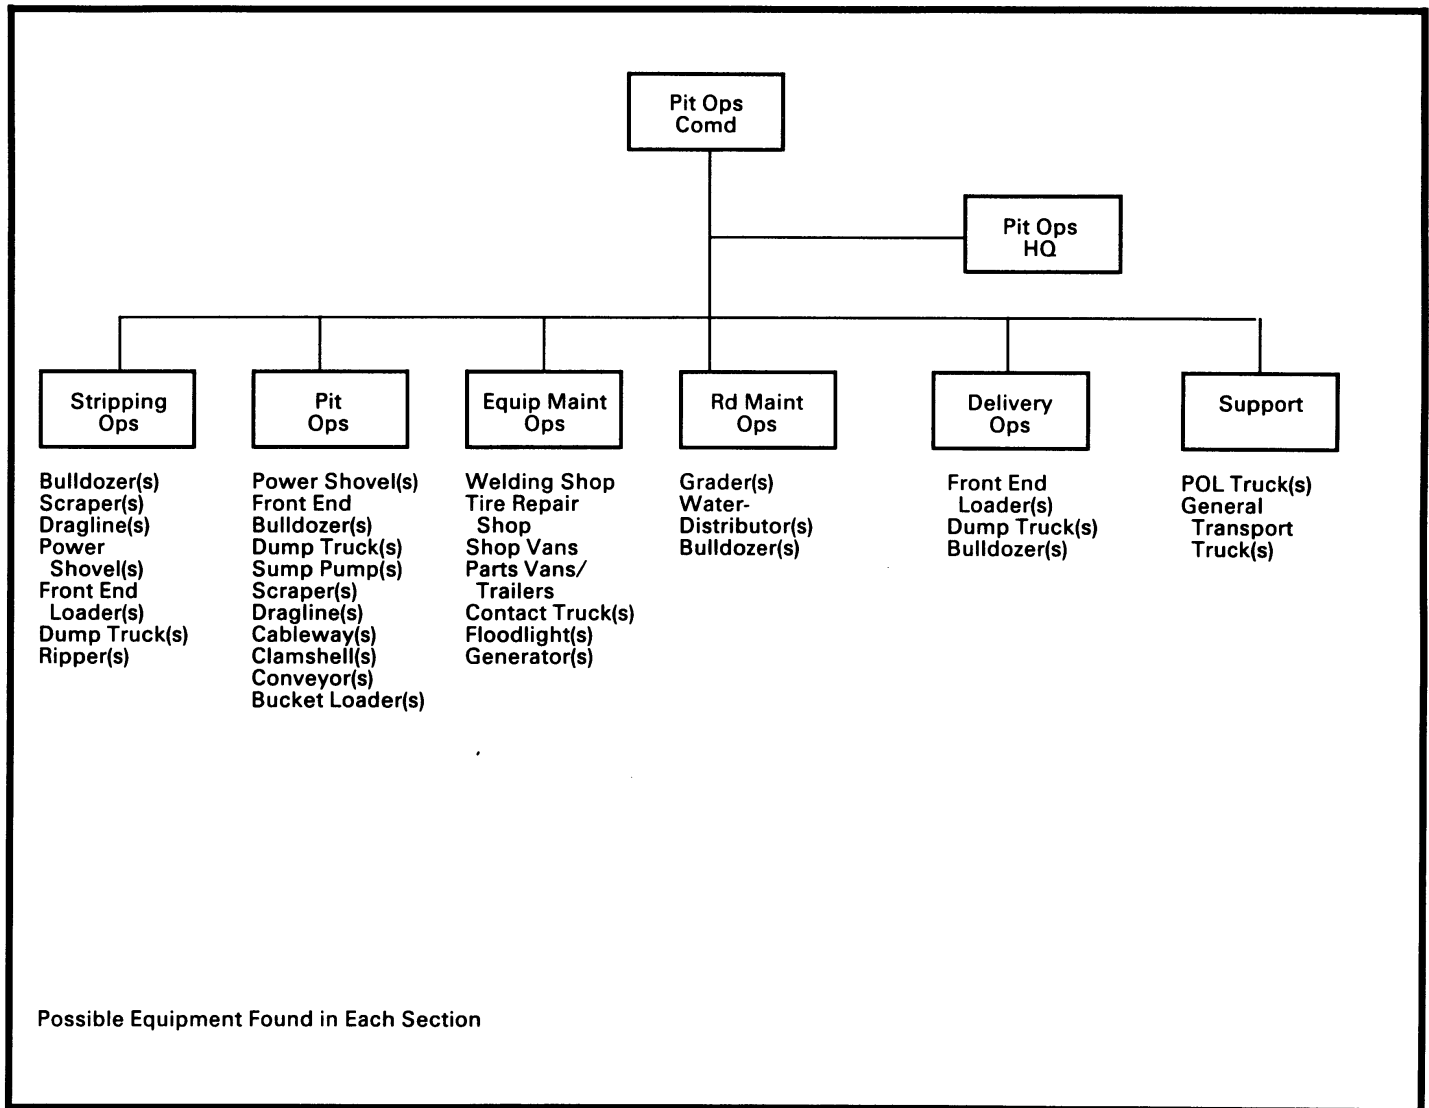 Pit Ops
Comd
Pit Ops
HQ
Stripping
Ops
Pit
Ops
Equip Maint
Ops
Rd Maint
Ops
Delivery
Ops
Support
Bulldozer(s)
Scraper(s)
Dragline(s)
Power
Shovel(s)
Front End
Loader(s)
Dump Truck(s)
Ripper(s)
Power Shovel(s)
Front End
Bulldozer(s)
Dump Truck(s)
Sump Pump(s)
Scraper(s)
Dragline(s)
Cableway(s)
Clamshell(s)
Conveyor(s)
Bucket Loader(s)
Welding Shop
Tire Repair
Shop
Shop Vans
Parts Vans/
Trailers
Contact Truck(s)
Floodlight(s)
Generator(s)
Grader(s)
Water-
Distributor(s)
Bulldozer(s)
Front End
Loader(s)
Dump Truck(s)
Bulldozer(s)
POL Truck(s)
General
Transport
Truck(s)
Possible Equipment Found in Each Section